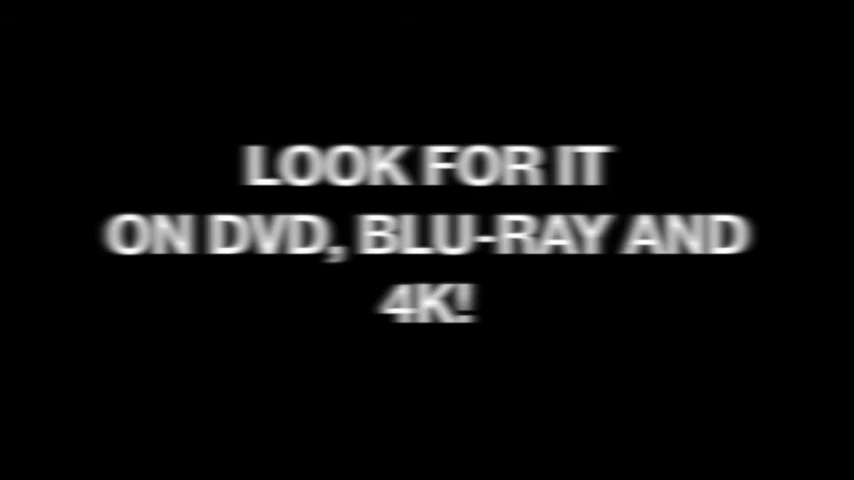 LOOK FOR IT
ON DVD, BLU-RAY AND
4K!